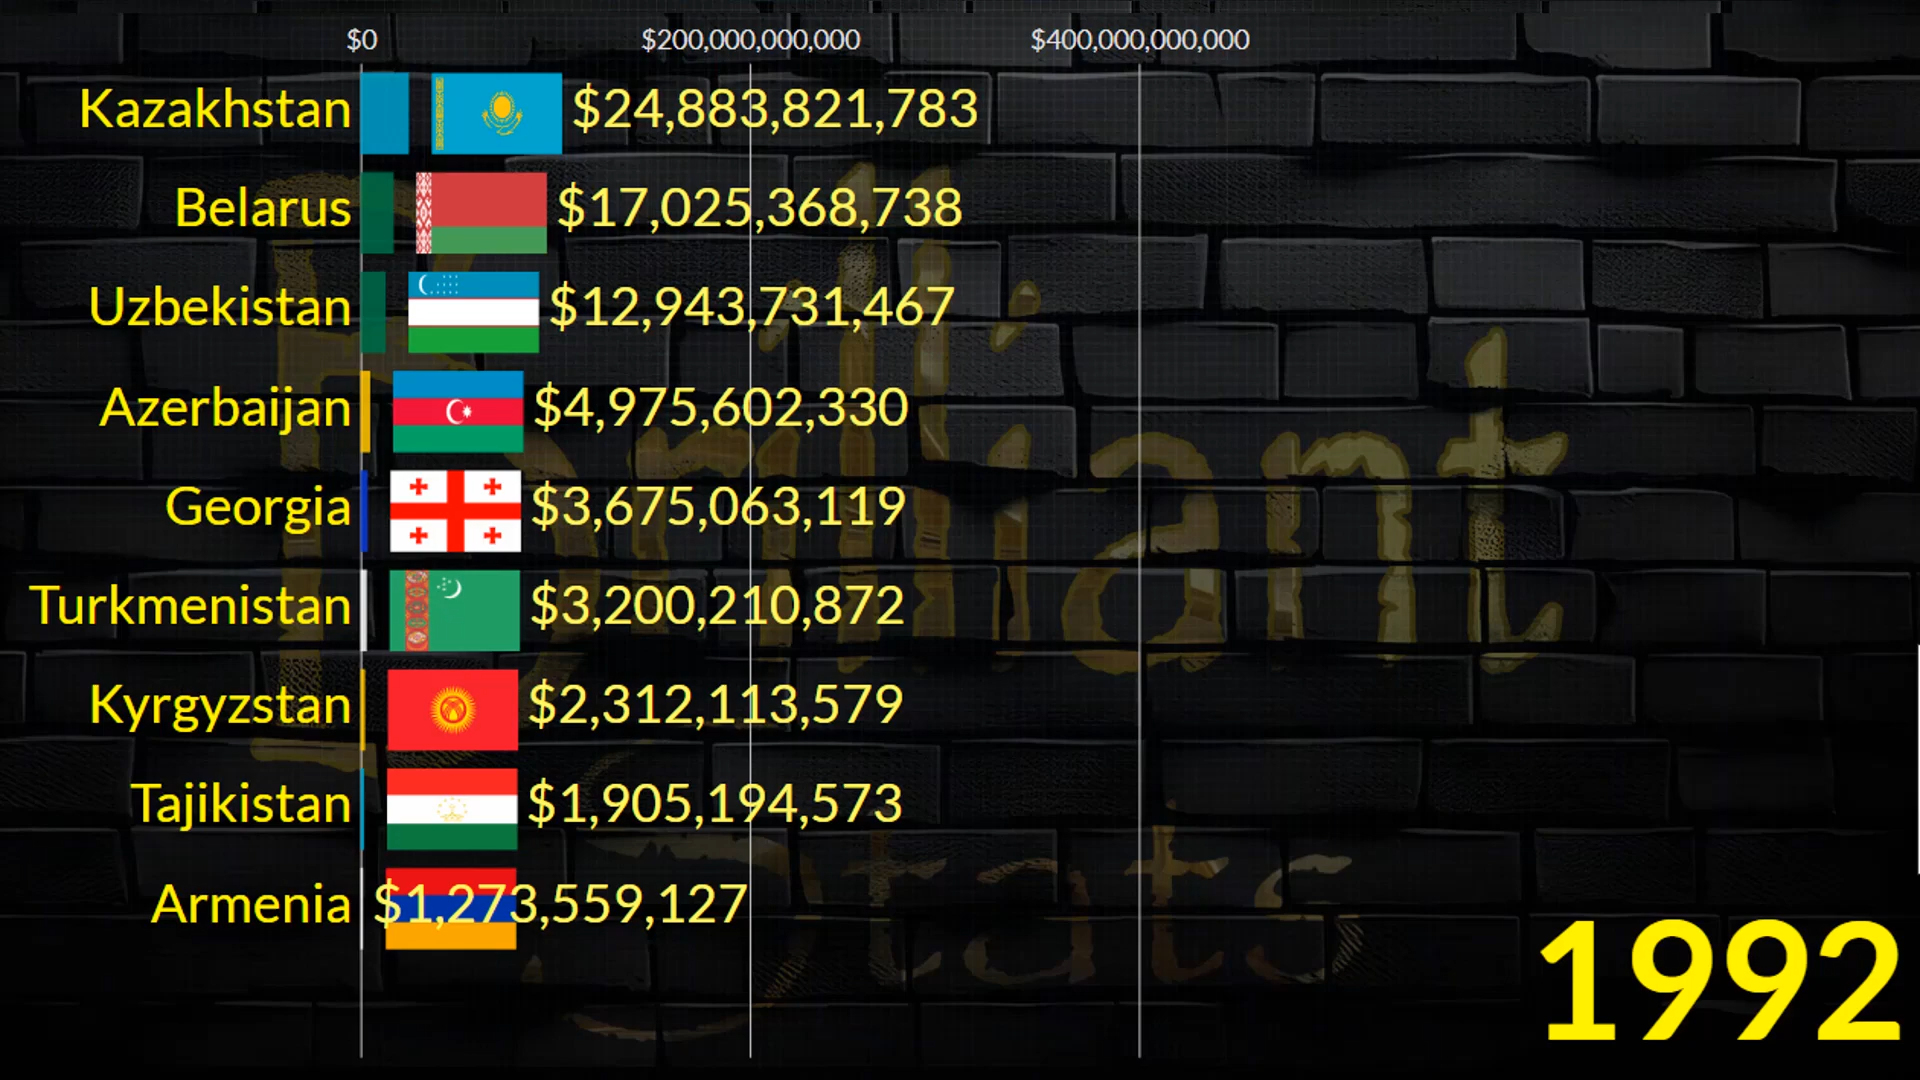 $0 $200,000,000,000 $400,000,000,000
Kazakhstan $24,883,821,783
Belarus $17,025,368,738
Uzbekistan $12,943,731,467
Azerbaijan $4,975,602,330
Georgia $3,675,063,119
Turkmenistan $3,200,210,872
Kyrgyzstan $2,312,113,579
Tajikistan $1,905,194,573
Armenia $1,273,559,127
Brilliant
Stats
1992